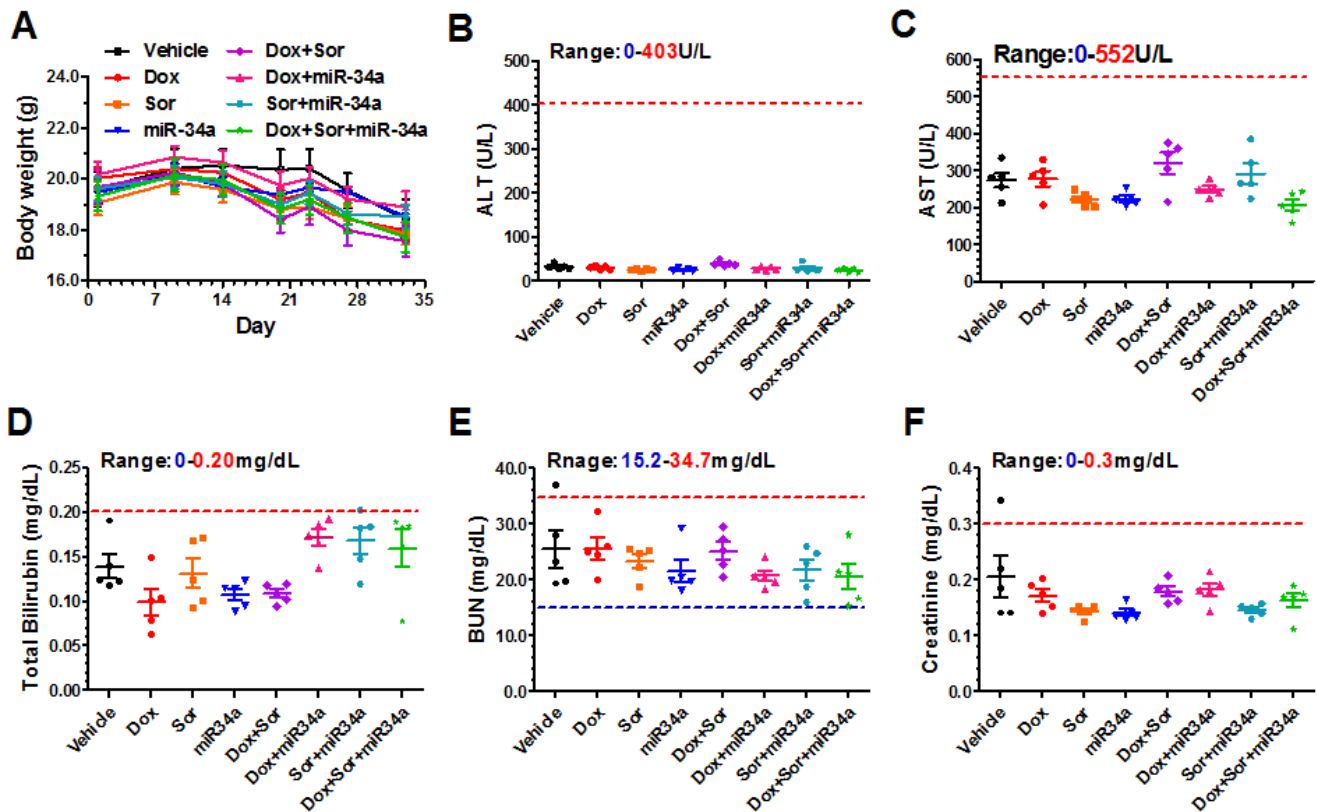 A
Vehicle
Dox
Sor
miR-34a
Dox+Sor
Dox+miR-34a
Sor+miR-34a
Dox+Sor+miR-34a
Body weight (g)
24.0
22.0
20.0
18.0
16.0
0 7 14 21 28 35
Day
B
Range:0-403U/L
ALT (U/L)
500
400
300
200
100
0
Vehicle
Dox
Sor
miR34a
Dox+Sor
Dox+miR34a
Sor+miR34a
Dox+Sor+miR34a
C
Range:0-552U/L
AST (U/L)
600
500
400
300
200
100
0
Vehicle
Dox
Sor
miR34a
Dox+Sor
Dox+miR34a
Sor+miR34a
Dox+Sor+miR34a
D
Range:0-0.20mg/dL
Total Bilirubin (mg/dL)
0.25
0.20
0.15
0.10
0.05
0.00
Vehicle
Dox
Sor
miR34a
Dox+Sor
Dox+miR34a
Sor+miR34a
Dox+Sor+miR34a
E
Rnage:15.2-34.7mg/dL
BUN (mg/dL)
40.0
30.0
20.0
10.0
0.0
Vehicle
Dox
Sor
miR34a
Dox+Sor
Dox+miR34a
Sor+miR34a
Dox+Sor+miR34a
F
Range:0-0.3mg/dL
Creatinine (mg/dL)
0.4
0.3
0.2
0.1
0.0
Vehicle
Dox
Sor
miR34a
Dox+Sor
Dox+miR34a
Sor+miR34a
Dox+Sor+miR34a